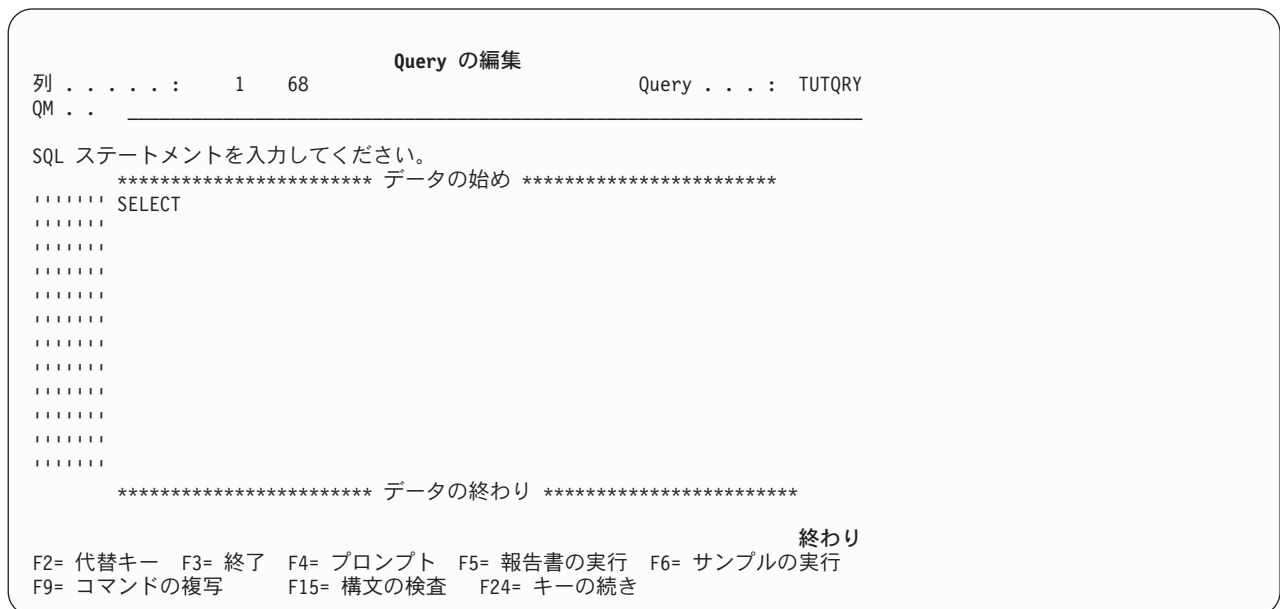 Query の編集
列 . . . . . : 1 68 Query . . . : TUTQRY
QM . . ______________________________________________________________________
SQL ステートメントを入力してください。
************************ データの始め ************************
''''''' SELECT
'''''''
'''''''
'''''''
'''''''
'''''''
'''''''
'''''''
'''''''
'''''''
'''''''
'''''''
************************ データの終わり ************************
終わり
F2= 代替キー F3= 終了 F4= プロンプト F5= 報告書の実行 F6= サンプルの実行
F9= コマンドの複写 F15= 構文の検査 F24= キーの続き